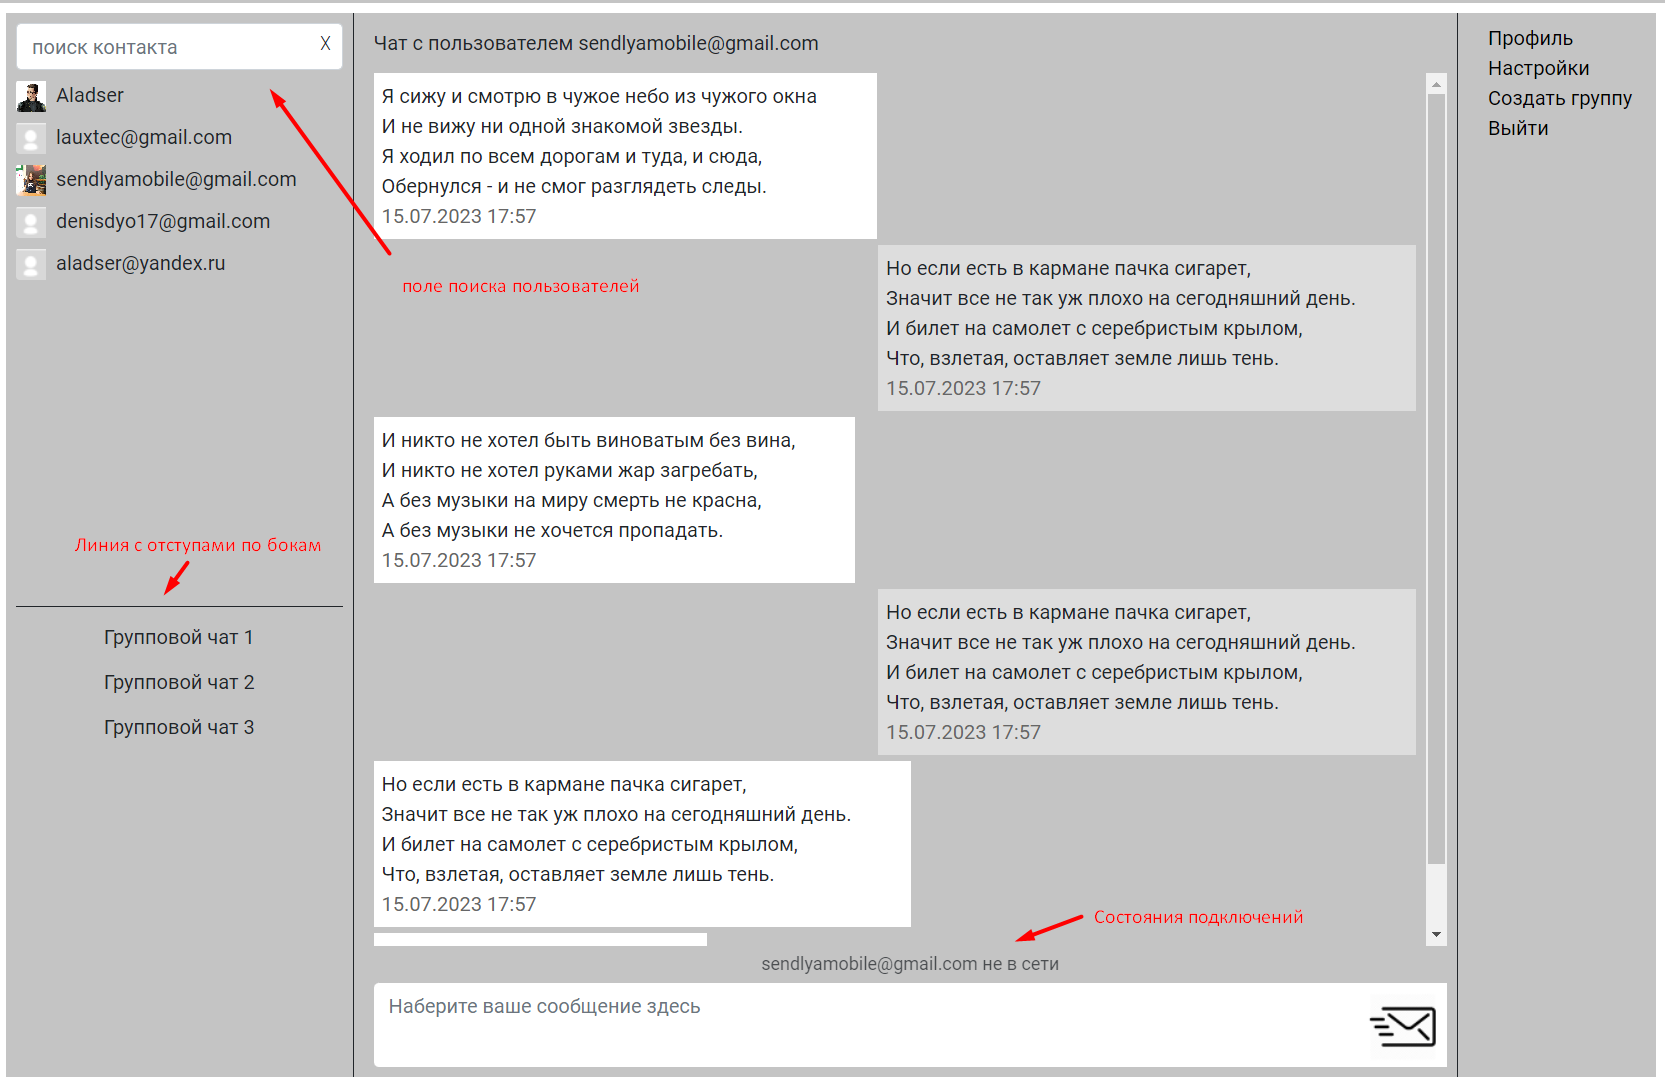 поиск контакта X
Aladser
lauxtec@gmail.com
sendlyamobile@gmail.com
denisdyo17@gmail.com
aladser@yandex.ru
Линия с отступами по бокам
Групповой чат 1
Групповой чат 2
Групповой чат 3
Чат с пользователем sendlyamobile@gmail.com
Я сижу и смотрю в чужое небо из чужого окна
И не вижу ни одной знакомой звезды.
Я ходил по всем дорогам и туда, и сюда,
Обернулся - и не смог разглядеть следы.
15.07.2023 17:57
поле поиска пользователей
Но если есть в кармане пачка сигарет,
Значит все не так уж плохо на сегодняшний день.
И билет на самолет с серебристым крылом,
Что, взлетая, оставляет земле лишь тень.
15.07.2023 17:57
И никто не хотел быть виноватым без вина,
И никто не хотел руками жар загребать,
А без музыки на миру смерть не красна,
А без музыки не хочется пропадать.
15.07.2023 17:57
Но если есть в кармане пачка сигарет,
Значит все не так уж плохо на сегодняшний день.
И билет на самолет с серебристым крылом,
Что, взлетая, оставляет земле лишь тень.
15.07.2023 17:57
Но если есть в кармане пачка сигарет,
Значит все не так уж плохо на сегодняшний день.
И билет на самолет с серебристым крылом,
Что, взлетая, оставляет земле лишь тень.
15.07.2023 17:57
Состояния подключений
sendlyamobile@gmail.com не в сети
Наберите ваше сообщение здесь
Профиль
Настройки
Создать группу
Выйти